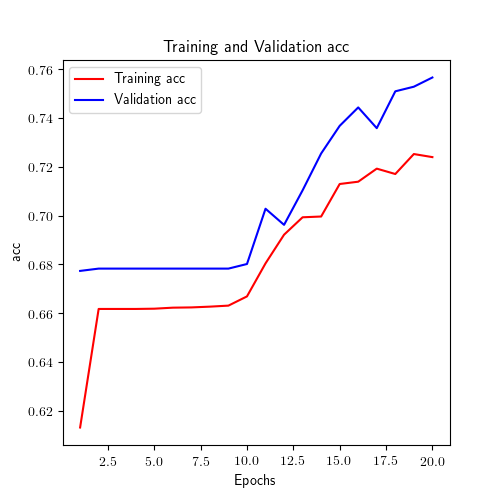 Training and Validation acc
Training acc
Validation acc
0.76
0.74
0.72
0.70
0.68
0.66
0.64
0.62
acc
2.5 5.0 7.5 10.0 12.5 15.0 17.5 20.0
Epochs